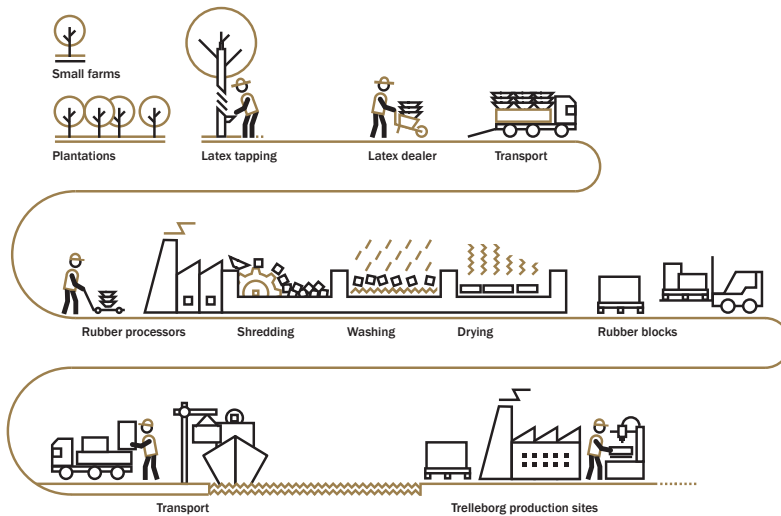 Small farms
Plantations
Latex tapping
Latex dealer
Transport
Rubber processors
Shredding
Washing
Drying
Rubber blocks
Transport
Trelleborg production sites